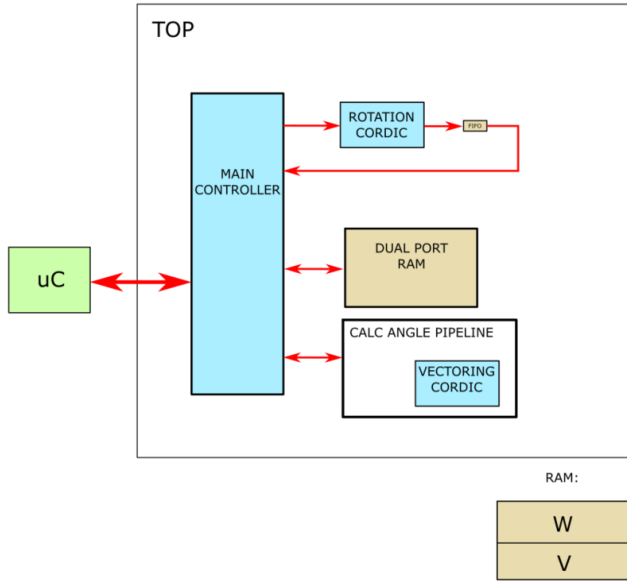 TOP
ROTATION
CORDIC
FIFO
MAIN
CONTROLLER
DUAL PORT
RAM
uC
CALC ANGLE PIPELINE
VECTORING
CORDIC
RAM:
W
V